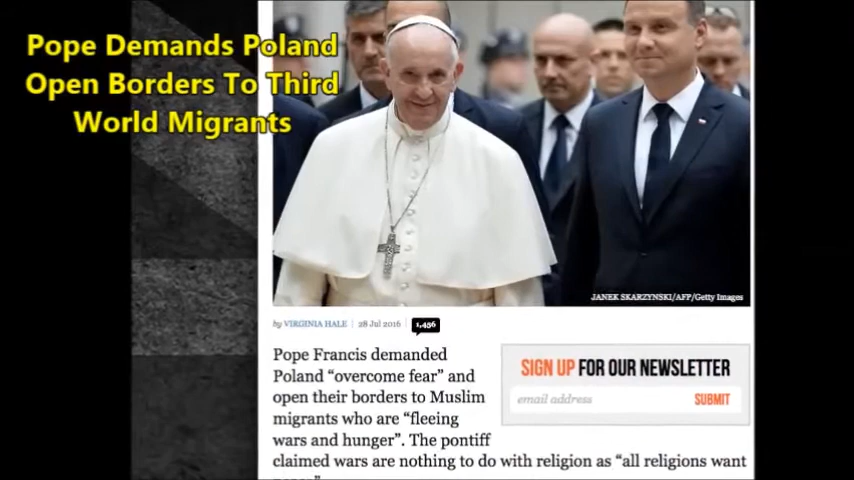 Pope Demands Poland
Open Borders To Third
World Migrants
JANEK SKARZYNSKI/AFP/Getty Images
by VIRGINIA HALE | 28 Jul 2016 | 1,456
Pope Francis demanded
Poland “overcome fear” and
open their borders to Muslim
migrants who are “fleeing
wars and hunger”. The pontiff
claimed wars are nothing to do with religion as “all religions want
SIGN UP FOR OUR NEWSLETTER
email address SUBMIT